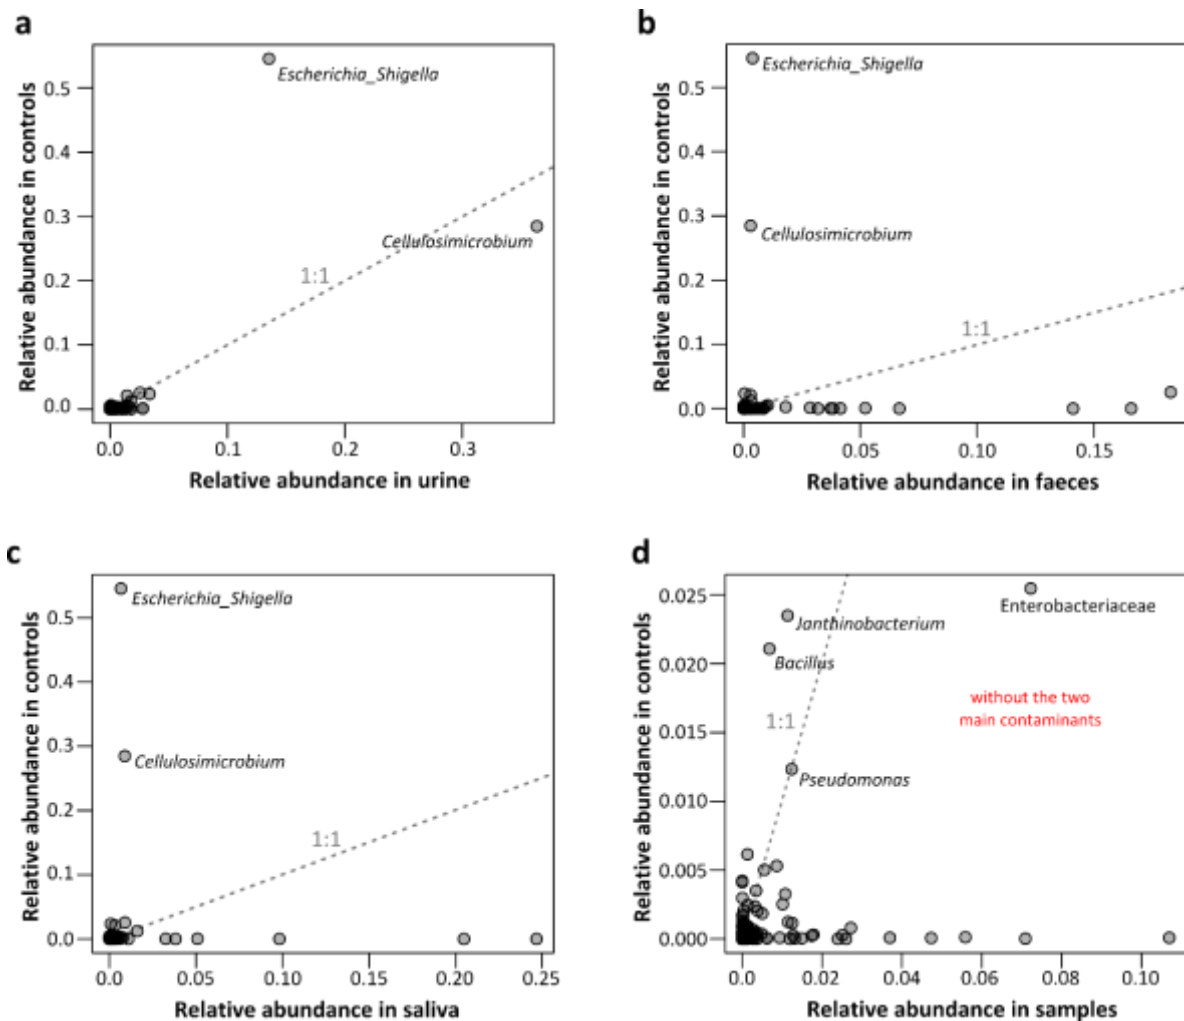 a
Relative abundance in controls
0.5
0.4
0.3
0.2
0.1
0.0
Escherichia_Shigella
Cellulosimicrobium
1:1
0.0 0.1 0.2 0.3
Relative abundance in urine
b
Relative abundance in controls
0.5
0.4
0.3
0.2
0.1
0.0
Escherichia_Shigella
Cellulosimicrobium
1:1
0.0 0.05 0.10 0.15
Relative abundance in faeces
c
Relative abundance in controls
0.5
0.4
0.3
0.2
0.1
0.0
Escherichia_Shigella
Cellulosimicrobium
1:1
0.0 0.05 0.10 0.15 0.20 0.25
Relative abundance in saliva
d
Relative abundance in controls
0.025
0.020
0.015
0.010
0.005
0.000
Enterobacteriaceae
Janthinobacterium
Bacillus
without the two
main contaminants
1:1
Pseudomonas
0.0 0.02 0.04 0.06 0.08 0.10
Relative abundance in samples